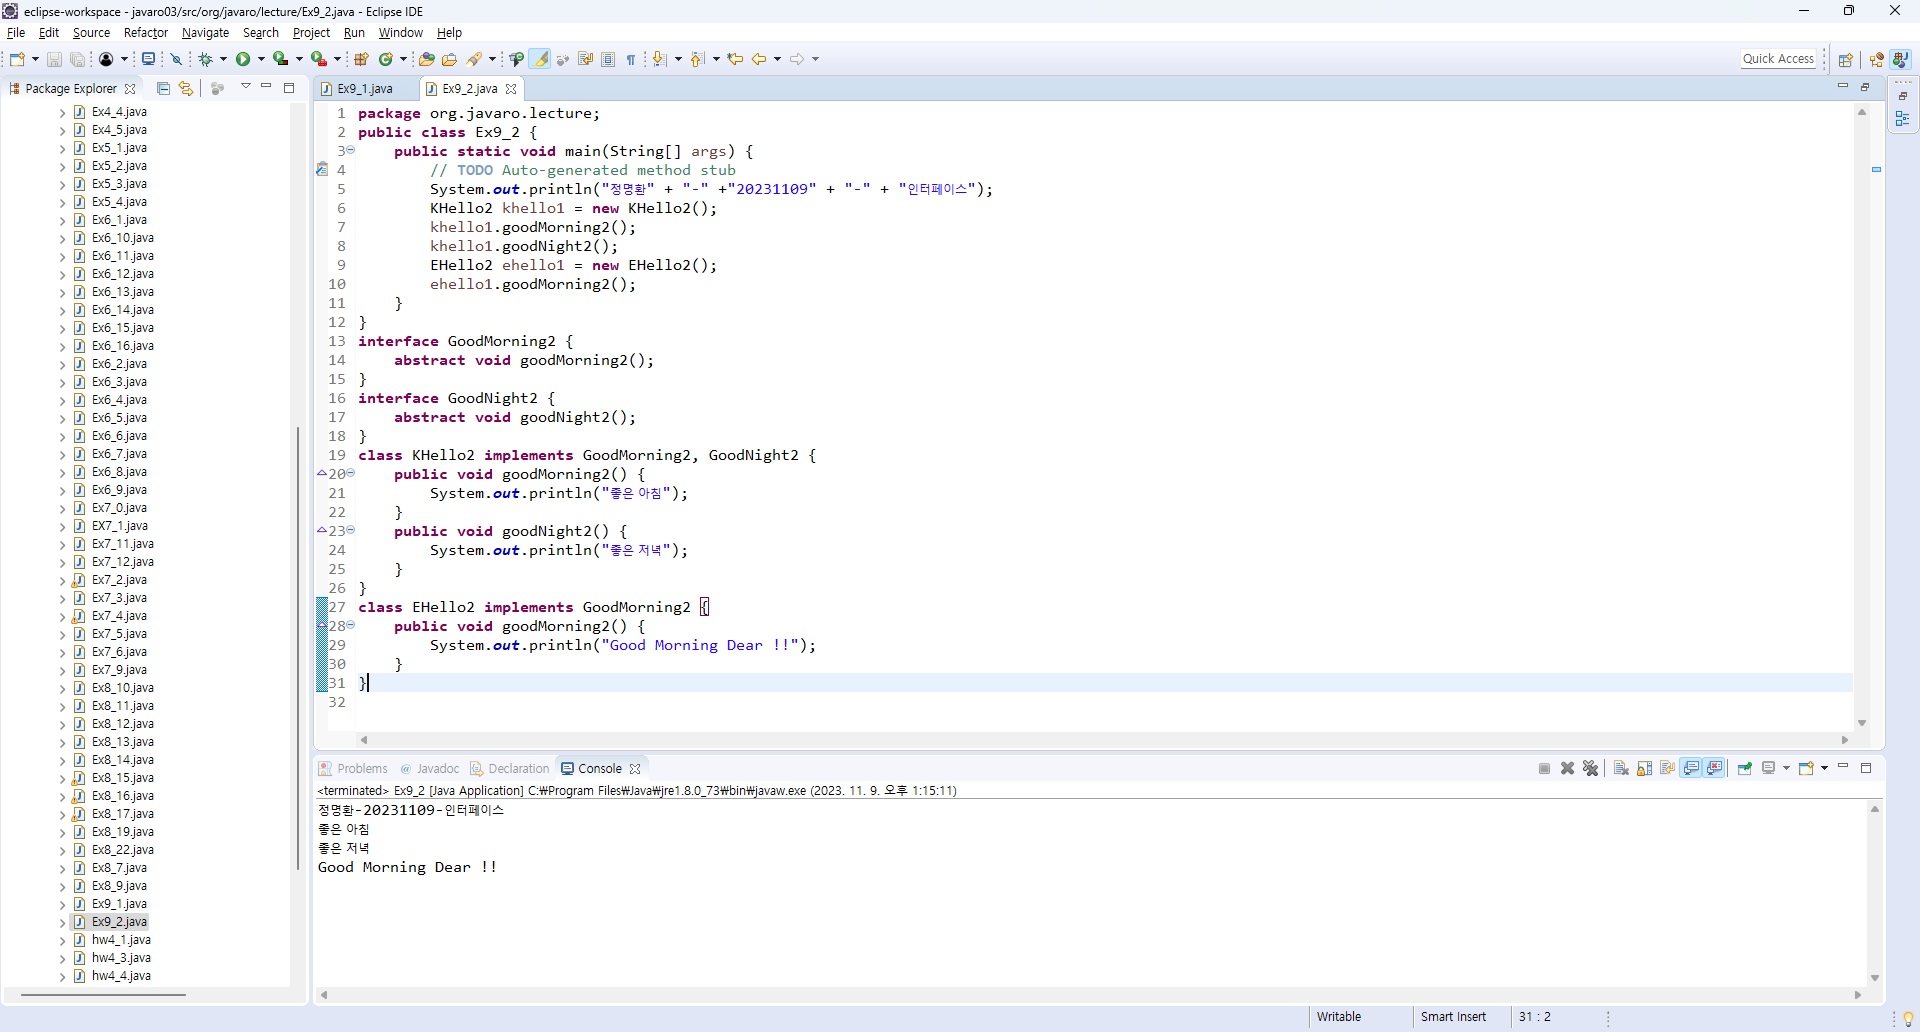 eclipse-workspace - javaro03/src/org/javaro/lecture/Ex9_2.java - Eclipse IDE
File Edit Source Refactor Navigate Search Project Run Window Help
Quick Access
Package Explorer
Ex4_4.java
Ex4_5.java
Ex5_1.java
Ex5_2.java
Ex5_3.java
Ex5_4.java
Ex6_1.java
Ex6_10.java
Ex6_11.java
Ex6_12.java
Ex6_13.java
Ex6_14.java
Ex6_15.java
Ex6_16.java
Ex6_2.java
Ex6_3.java
Ex6_4.java
Ex6_5.java
Ex6_6.java
Ex6_7.java
Ex6_8.java
Ex6_9.java
Ex7_0.java
EX7_1.java
Ex7_11.java
Ex7_12.java
Ex7_2.java
Ex7_3.java
Ex7_4.java
Ex7_5.java
Ex7_6.java
Ex7_9.java
Ex8_10.java
Ex8_11.java
Ex8_12.java
Ex8_13.java
Ex8_14.java
Ex8_15.java
Ex8_16.java
Ex8_17.java
Ex8_19.java
Ex8_22.java
Ex8_7.java
Ex8_9.java
Ex9_1.java
Ex9_2.java
hw4_1.java
hw4_3.java
hw4_4.java
Ex9_1.java Ex9_2.java
1 package org.javaro.lecture;
2 public class Ex9_2 {
3 public static void main(String[] args) {
4 // TODO Auto-generated method stub
5 System.out.println("정명환" + "-" +"20231109" + "-" + "인터페이스");
6 KHello2 khello1 = new KHello2();
7 khello1.goodMorning2();
8 khello1.goodNight2();
9 EHello2 ehello1 = new EHello2();
10 ehello1.goodMorning2();
11 }
12 }
13 interface GoodMorning2 {
14 abstract void goodMorning2();
15 }
16 interface GoodNight2 {
17 abstract void goodNight2();
18 }
19 class KHello2 implements GoodMorning2, GoodNight2 {
20 public void goodMorning2() {
21 System.out.println("좋은 아침");
22 }
23 public void goodNight2() {
24 System.out.println("좋은 저녁");
25 }
26 }
27 class EHello2 implements GoodMorning2 {
28 public void goodMorning2() {
29 System.out.println("Good Morning Dear !!");
30 }
31 }
32
Problems @ Javadoc Declaration Console
<terminated> Ex9_2 [Java Application] C:₩Program Files₩Java₩jre1.8.0_73₩bin₩javaw.exe (2023. 11. 9. 오후 1:15:11)
정명환-20231109-인터페이스
좋은 아침
좋은 저녁
Good Morning Dear !!
Writable Smart Insert 31 : 2